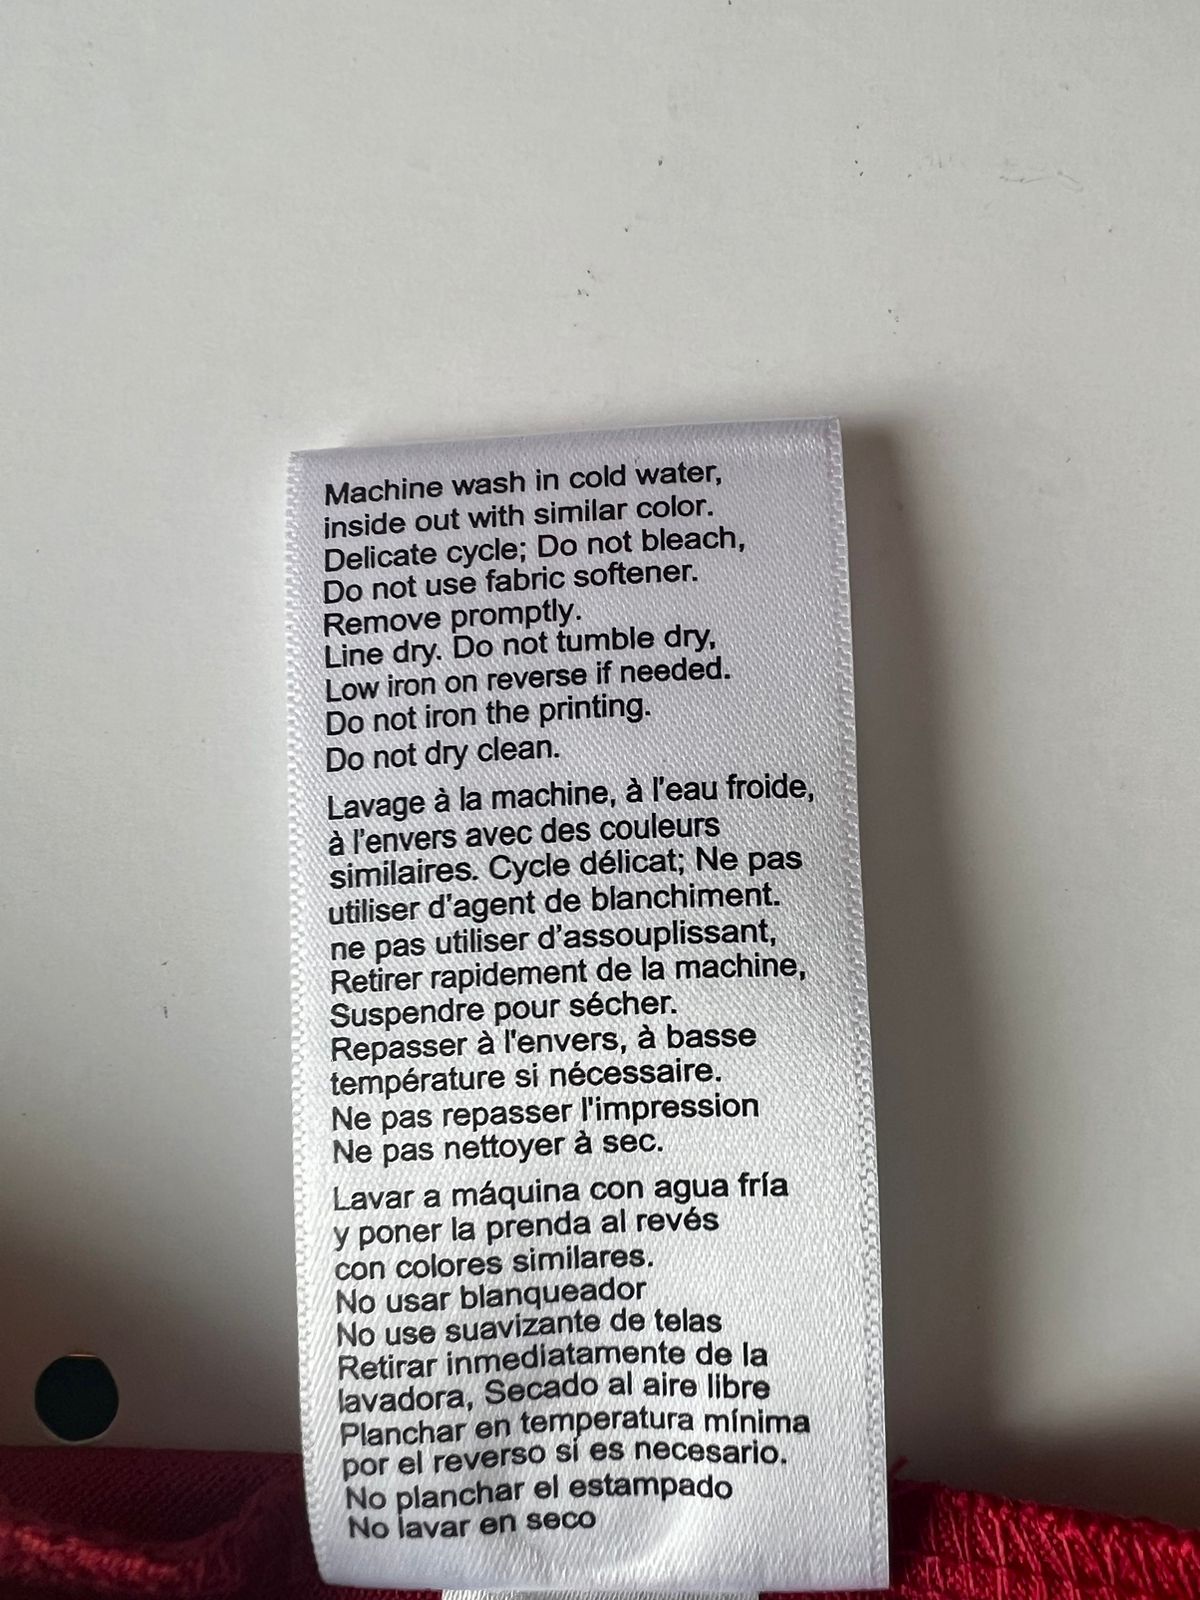 Machine wash in cold water,
inside out with similar color.
Delicate cycle; Do not bleach,
Do not use fabric softener.
Remove promptly.
Line dry. Do not tumble dry,
Low iron on reverse if needed.
Do not iron the printing.
Do not dry clean.
Lavage à la machine, à l'eau froide,
à l'envers avec des couleurs
similaires. Cycle délicat; Ne pas
utiliser d'agent de blanchiment.
ne pas utiliser d'assouplissant,
Retirer rapidement de la machine,
Suspendre pour sécher.
Repasser à l'envers, à basse
température si nécessaire.
Ne pas repasser l'impression
Ne pas nettoyer à sec.
Lavar a máquina con agua fría
y poner la prenda al revés
con colores similares.
No usar blanqueador
No use suavizante de telas
Retirar inmediatamente de la
lavadora, Secado al aire libre
Planchar en temperatura mínima
por el reverso si es necesario.
No planchar el estampado
No lavar en seco